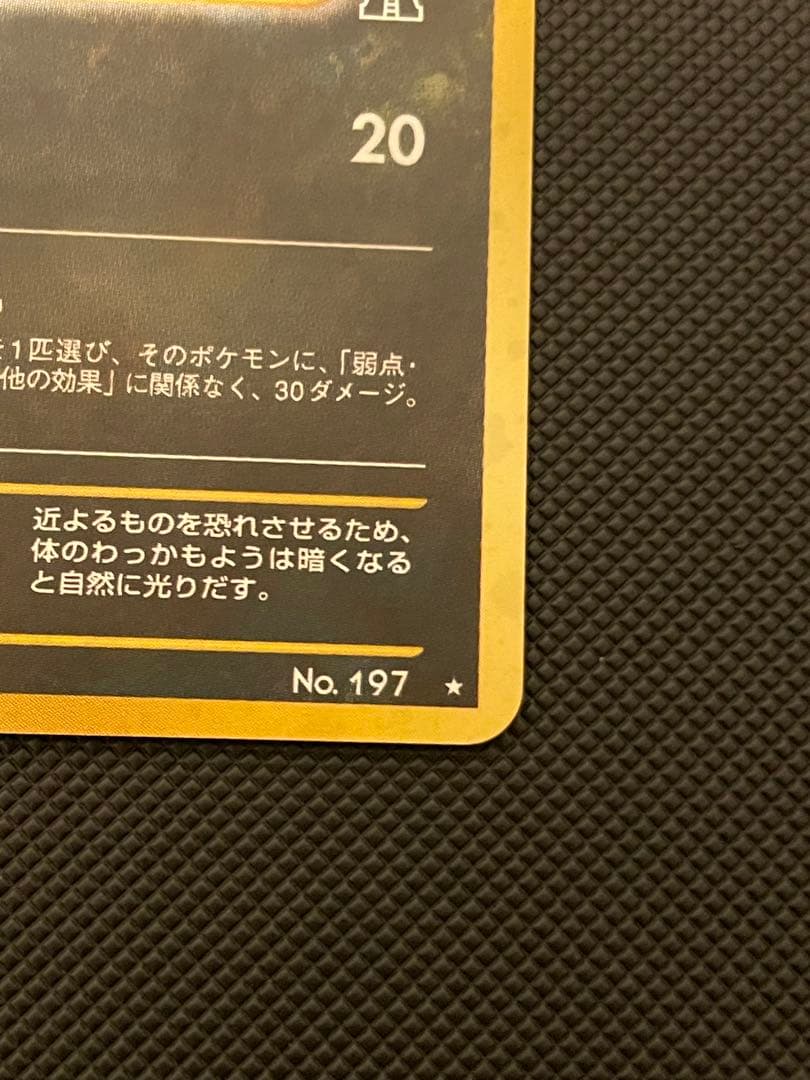 20
1匹選び、そのポケモンに、「弱点・
他の効果」に関係なく、30ダメージ。
近よるものを恐れさせるため、
体のわっかもようは暗くなる
と自然に光りだす。
No. 197 ★